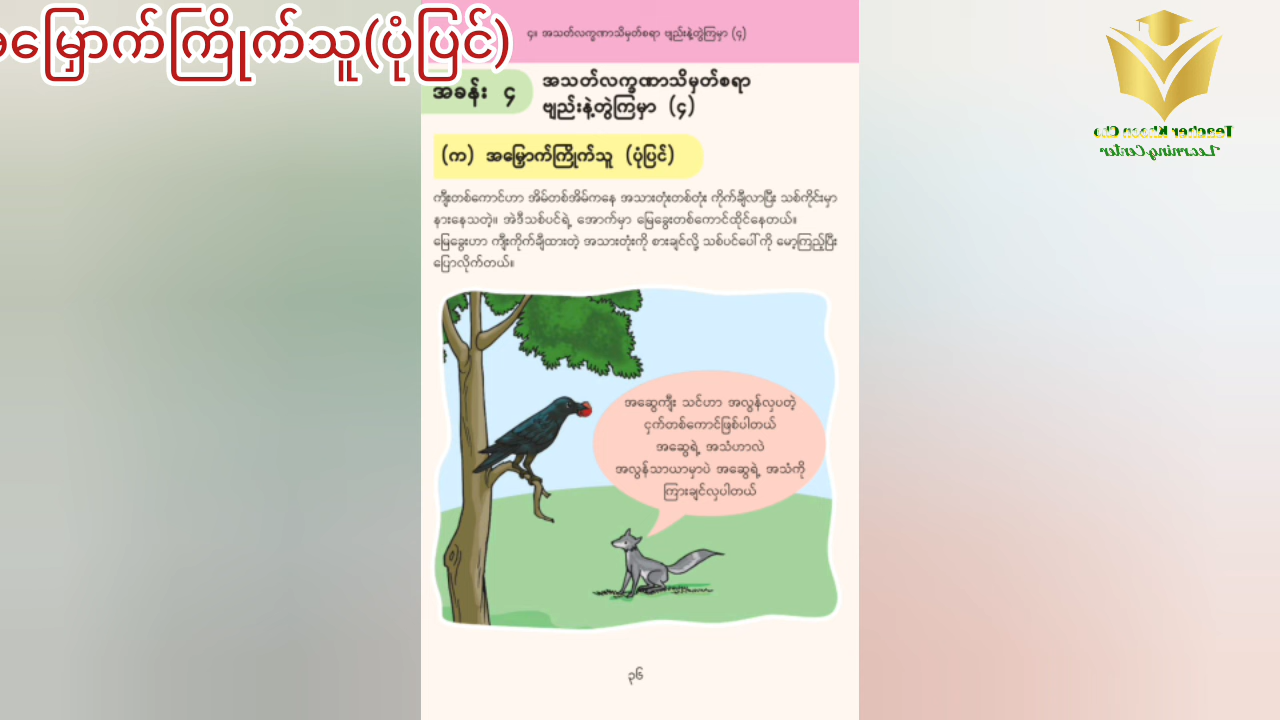 အမြှောက်ကြိုက်သူ(ပုံပြင်)
၄။ အသတ်လက္ခဏာသိမှတ်စရာ ဗျည်းနဲ့တွဲကြမှာ (၄)
အခန်း ၄
အသတ်လက္ခဏာသိမှတ်စရာ
ဗျည်းနဲ့တွဲကြမှာ (၄)
(က) အမြှောက်ကြိုက်သူ (ပုံပြင်)
ကျီးတစ်ကောင်ဟာ အိမ်တစ်အိမ်ကနေ အသားတုံးတစ်တုံး ကိုက်ချီလာပြီး သစ်ကိုင်းမှာ
နားနေသတဲ့။ အဲဒီသစ်ပင်ရဲ့ အောက်မှာ မြေခွေးတစ်ကောင်ထိုင်နေတယ်။
မြေခွေးဟာ ကျီးကိုက်ချီထားတဲ့ အသားတုံးကို စားချင်လို့ သစ်ပင်ပေါ်ကို မော့ကြည့်ပြီး
ပြောလိုက်တယ်။
အဆွေကျီး သင်ဟာ အလွန်လှပတဲ့
ငှက်တစ်ကောင်ဖြစ်ပါတယ်
အဆွေရဲ့ အသံဟာလဲ
အလွန်သာယာမှာပဲ အဆွေရဲ့ အသံကို
ကြားချင်လှပါတယ်
၃၆
Teacher Khoon Cho
Learning Center